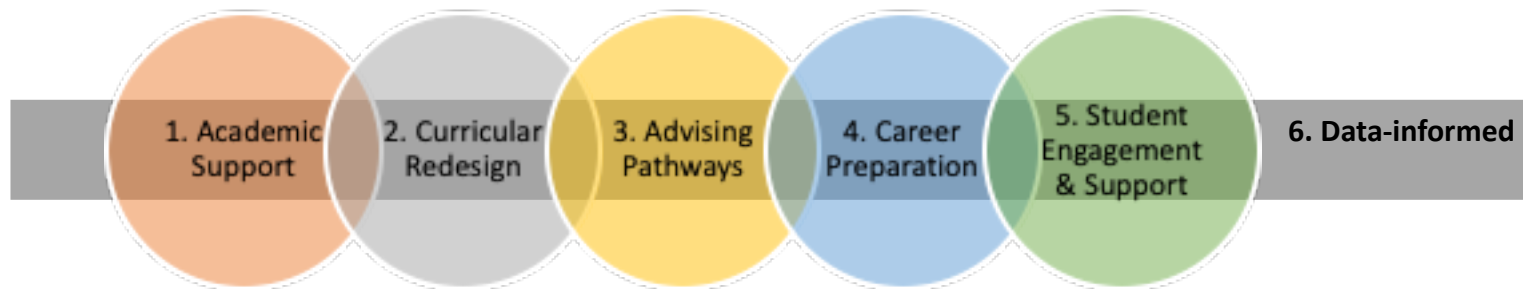 1. Academic
Support
2. Curricular
Redesign
3. Advising
Pathways
4. Career
Preparation
5. Student
Engagement
& Support
6. Data-informed